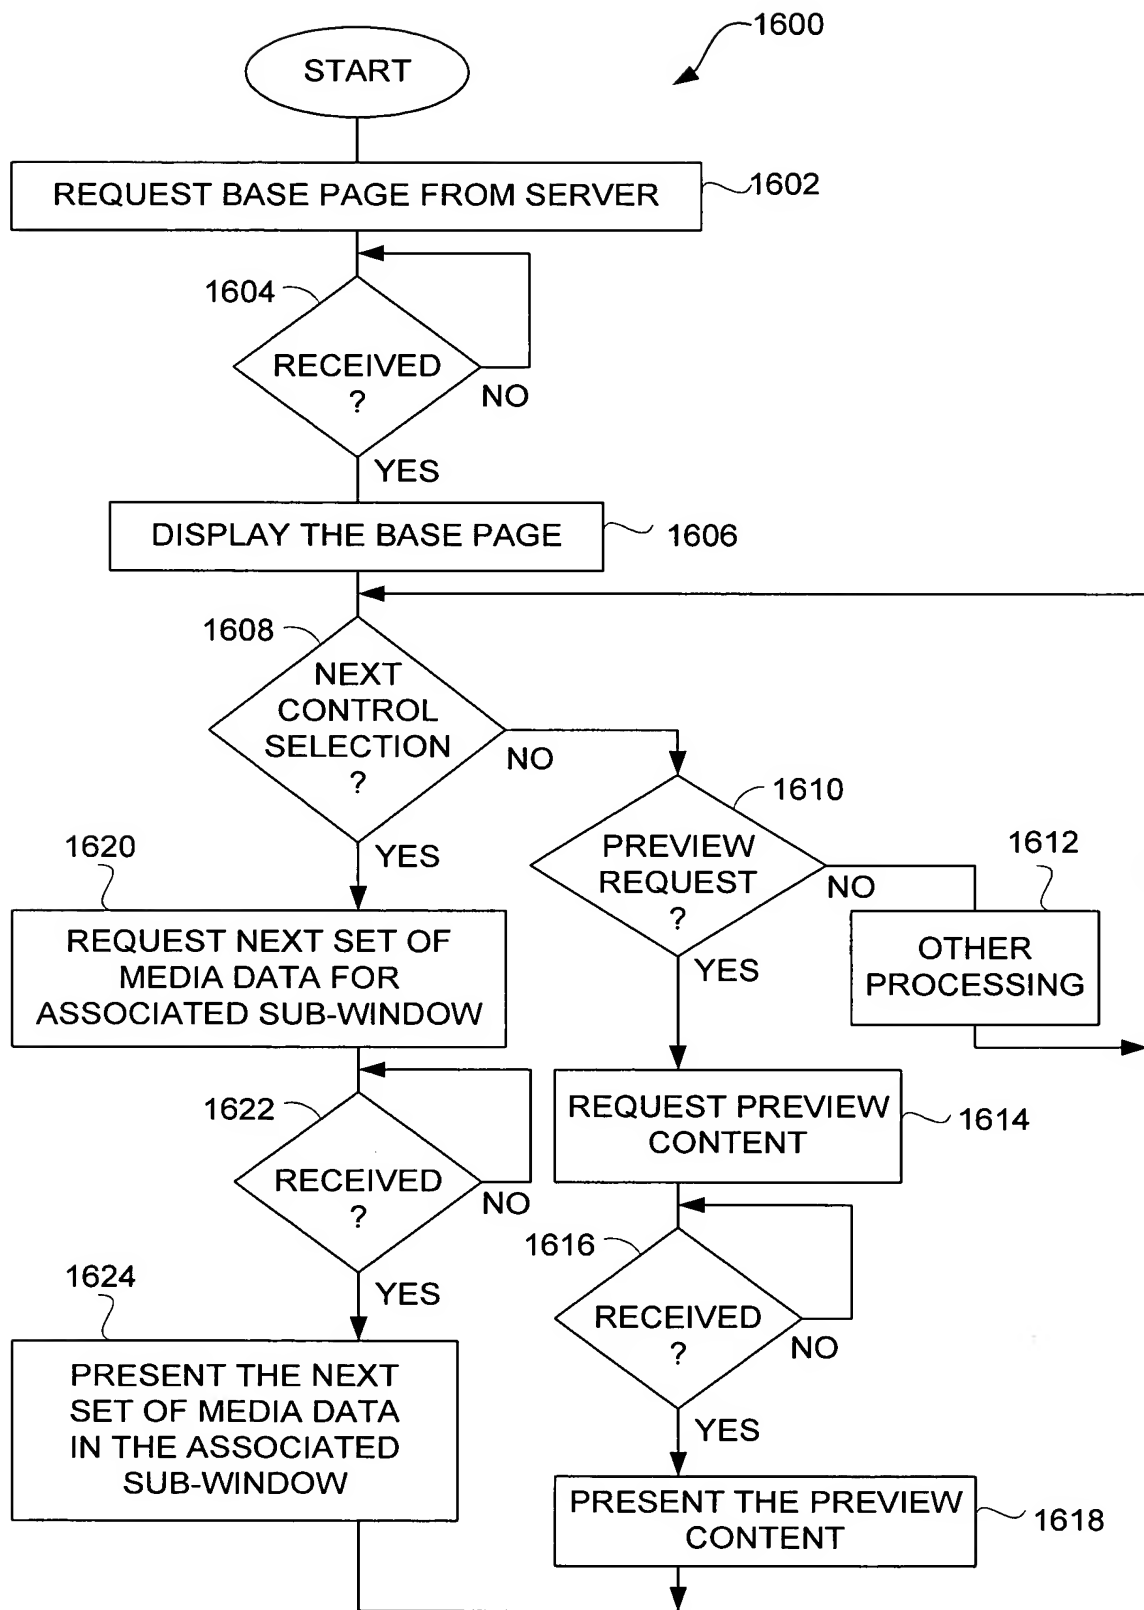 1600
START
REQUEST BASE PAGE FROM SERVER
1602
1604
RECEIVED
?
NO
YES
DISPLAY THE BASE PAGE
1606
1608
NEXT
CONTROL
SELECTION
?
NO
YES
1610
PREVIEW
REQUEST
?
NO
YES
1612
OTHER
PROCESSING
1620
REQUEST NEXT SET OF
MEDIA DATA FOR
ASSOCIATED SUB-WINDOW
1622
RECEIVED
?
NO
YES
REQUEST PREVIEW
CONTENT
1614
1616
RECEIVED
?
NO
YES
1624
PRESENT THE NEXT
SET OF MEDIA DATA
IN THE ASSOCIATED
SUB-WINDOW
PRESENT THE PREVIEW
CONTENT
1618